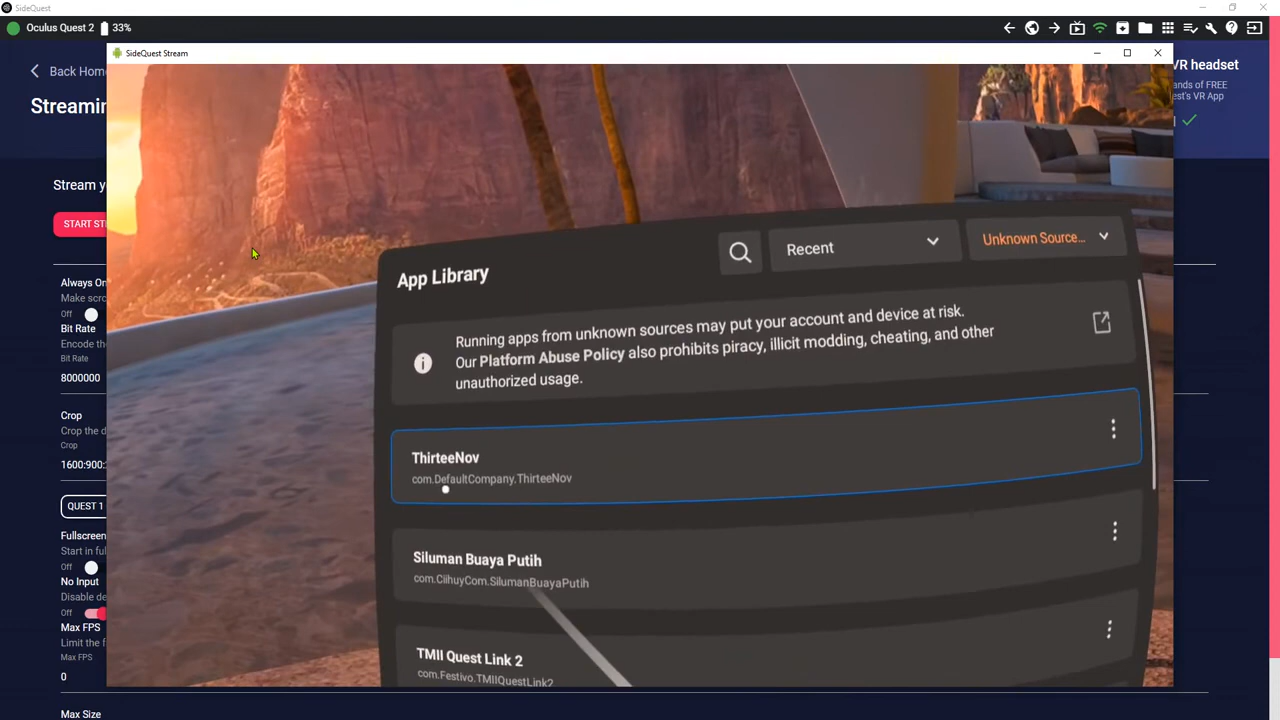 SideQuest
Oculus Quest 2 33%
SideQuest Stream
Back Hom
VR headset
ands of FREE
est's VR App
Streamin
Stream y
START ST
Always On
Make scr
Off
Bit Rate
Encode th
Bit Rate
8000000
Crop
Crop the d
Crop
1600:900:
QUEST 1
Fullscreen
Start in ful
Off
No Input
Disable de
Off
Max FPS
Limit the f
Max FPS
0
Max Size
App Library
Recent
Unknown Source...
Running apps from unknown sources may put your account and device at risk.
Our Platform Abuse Policy also prohibits piracy, illicit modding, cheating, and other
unauthorized usage.
ThirteeNov
com.DefaultCompany.ThirteeNov
Siluman Buaya Putih
com.CiihuyCom.SilumanBuayaPutih
TMII Quest Link 2
com.Festivo.TMIIQuestLink2